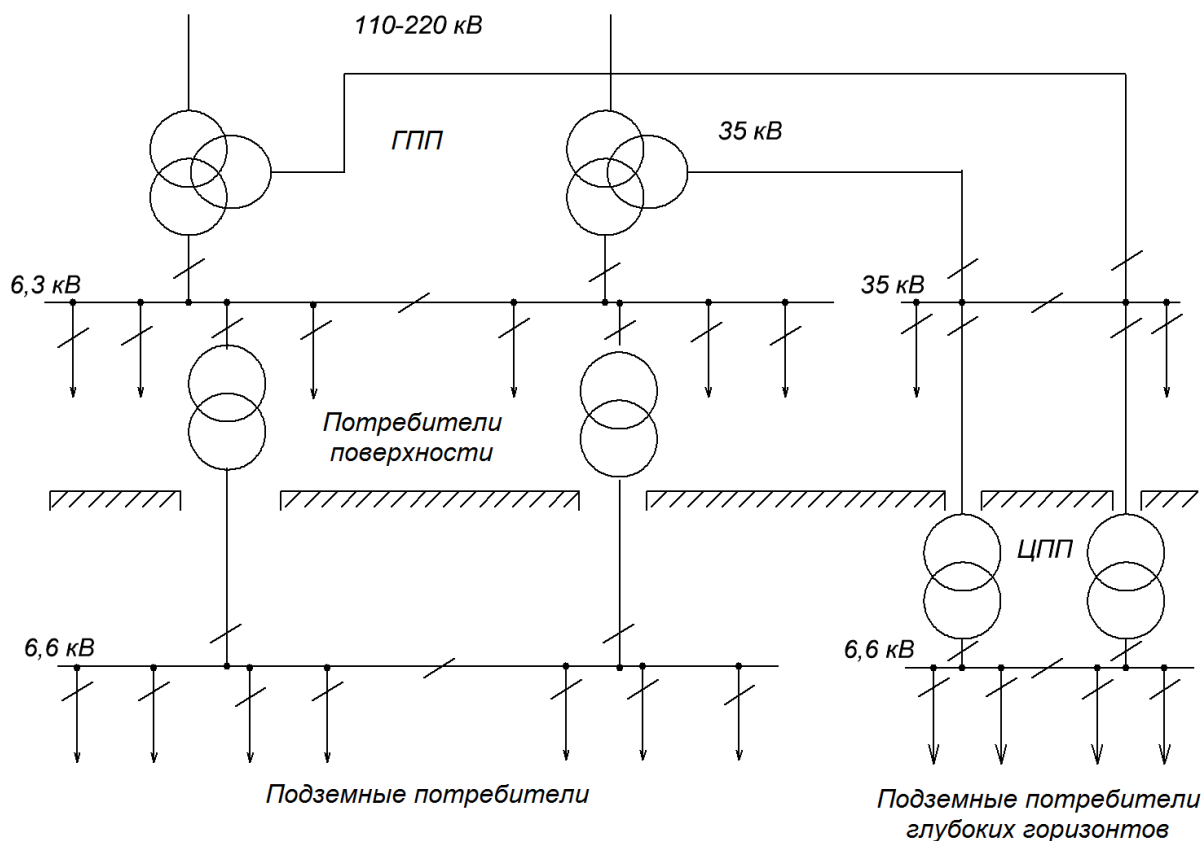 110-220 кВ
ГПП
35 кВ
6,3 кВ
35 кВ
Потребители
поверхности
ЦПП
6,6 кВ
6,6 кВ
Подземные потребители
Подземные потребители
глубоких горизонтов